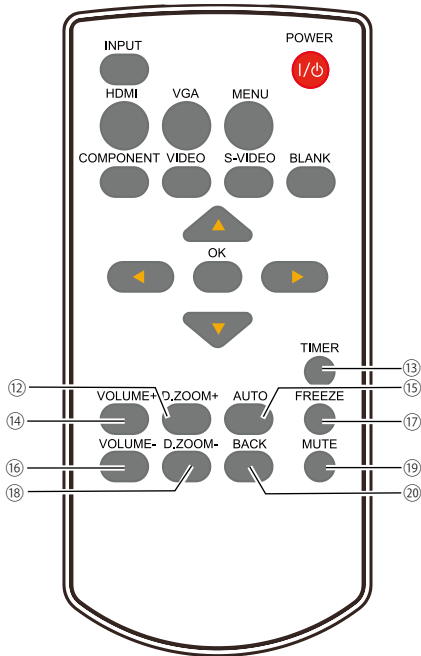 INPUT POWER
I/⏻
HDMI VGA MENU
COMPONENT VIDEO S-VIDEO BLANK
OK
TIMER
⑬
⑫ ⑮
VOLUME+ D.ZOOM+ AUTO FREEZE
⑭ ⑰
VOLUME- D.ZOOM- BACK MUTE
⑯ ⑲
⑱ ⑳